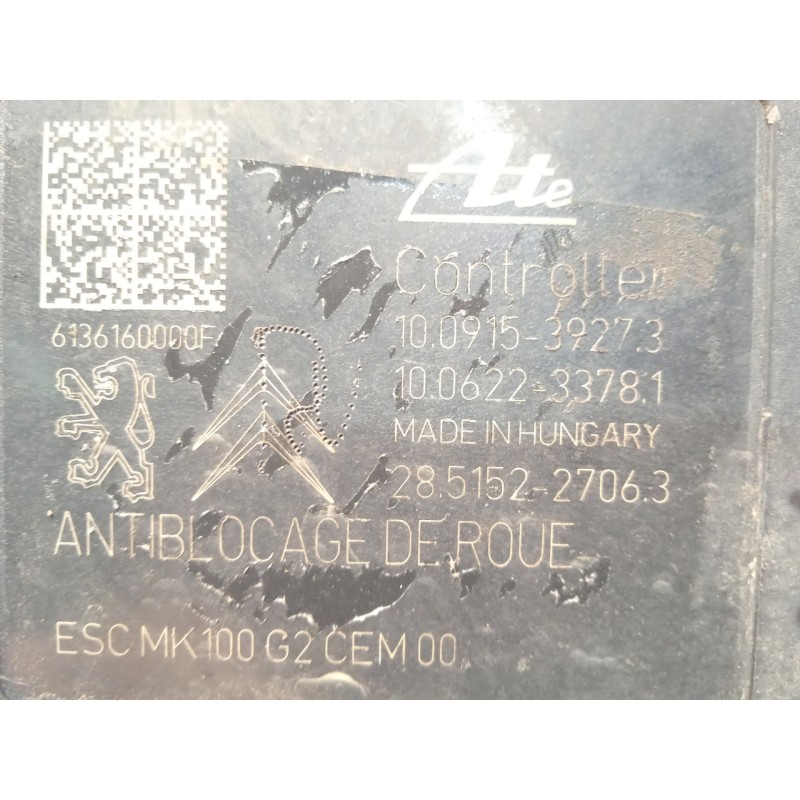 Ate
Controller
6136160000F
10.0915-3927.3
10.0622-3378.1
MADE IN HUNGARY
28.5152-2706.3
ANTIBLOCAGE DE ROUE
ESC MK100 G2 CEM 00
R